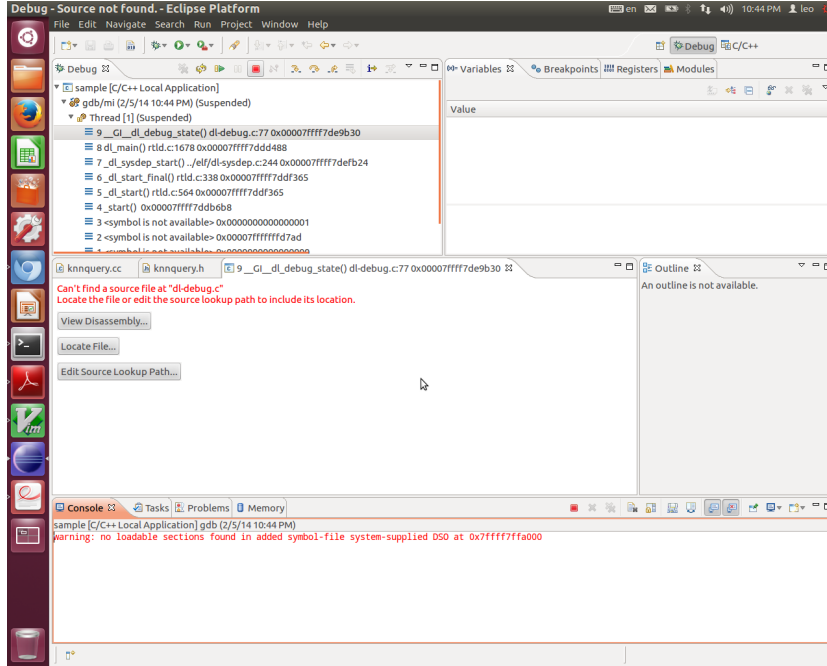 Debug - Source not found. - Eclipse Platform
en
10:44 PM
leo
File Edit Navigate Search Run Project Window Help
Debug
C/C++
Debug
Variables
Breakpoints
Registers
Modules
sample [C/C++ Local Application]
gdb/mi (2/5/14 10:44 PM) (Suspended)
Thread [1] (Suspended)
9 __GI__dl_debug_state() dl-debug.c:77 0x00007ffff7de9b30
8 dl_main() rtld.c:1678 0x00007ffff7ddd488
7 _dl_sysdep_start() ../elf/dl-sysdep.c:244 0x00007ffff7defb24
6 _dl_start_final() rtld.c:338 0x00007ffff7ddf365
5 _dl_start() rtld.c:564 0x00007ffff7ddf365
4 _start() 0x00007ffff7ddb6b8
3 <symbol is not available> 0x0000000000000001
2 <symbol is not available> 0x00007fffffffd7ad
1 <symbol is not available> 0x0000000000000000
Value
knnquery.cc
knnquery.h
9 __GI__dl_debug_state() dl-debug.c:77 0x00007ffff7de9b30
Can't find a source file at "dl-debug.c"
Locate the file or edit the source lookup path to include its location.
View Disassembly...
Locate File...
Edit Source Lookup Path...
Outline
An outline is not available.
Console
Tasks
Problems
Memory
sample [C/C++ Local Application] gdb (2/5/14 10:44 PM)
warning: no loadable sections found in added symbol-file system-supplied DSO at 0x7ffff7ffa000
Vim